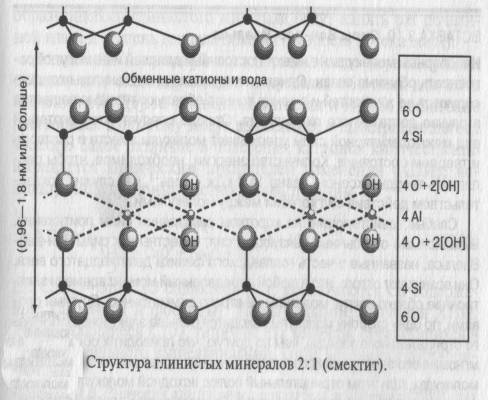 Обменные катионы и вода
(0,96—1,8 нм или больше)
6 O
4 Si
OH OH
4 O + 2[OH]
4 Al
OH OH
4 O + 2[OH]
4 Si
6 O
Структура глинистых минералов 2:1 (смектит).